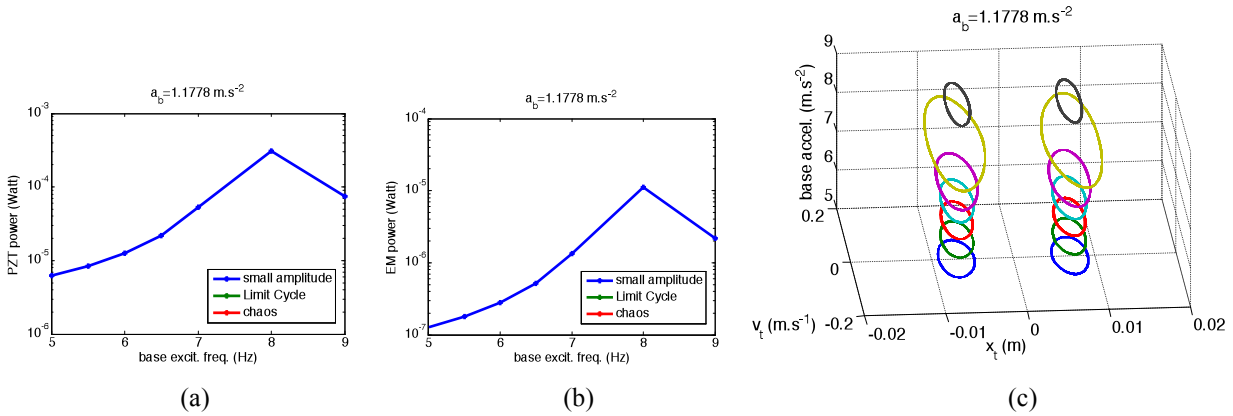 a_b=1.1778 m.s^-2
10^-3
10^-4
10^-5
10^-6
PZT power (Watt)
5 6 7 8 9
base excit. freq. (Hz)
small amplitude
Limit Cycle
chaos
(a)
a_b=1.1778 m.s^-2
10^-4
10^-5
10^-6
10^-7
EM power (Watt)
5 6 7 8 9
base excit. freq. (Hz)
small amplitude
Limit Cycle
chaos
(b)
a_b=1.1778 m.s^-2
9
8
7
6
5
base accel. (m.s^-2)
0.2
0
-0.2
v_t (m.s^-1)
-0.02 -0.01 0 0.01 0.02
x_t (m)
(c)